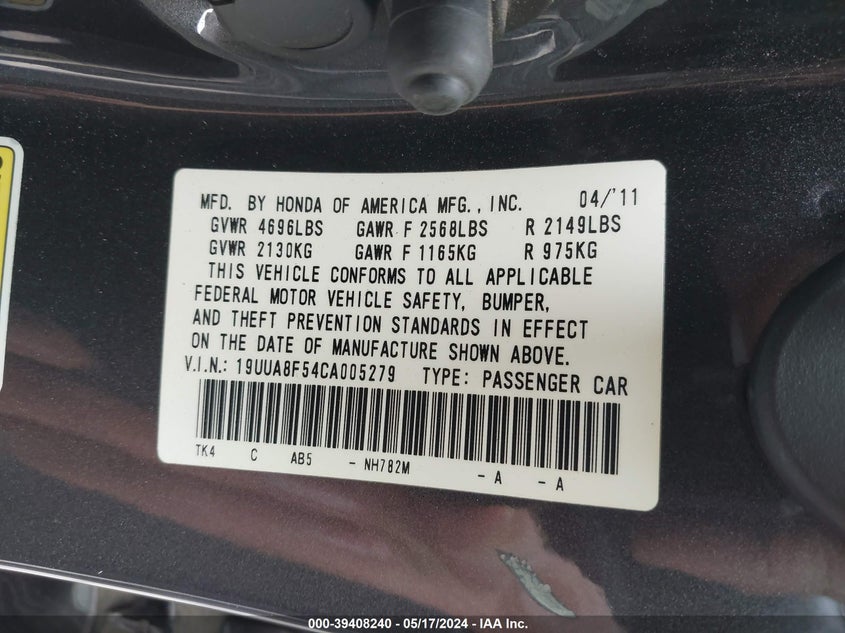 MFD. BY HONDA OF AMERICA MFG., INC. 04/'11
GVWR 4696LBS GAWR F 2568LBS R 2149LBS
GVWR 2130KG GAWR F 1165KG R 975KG
THIS VEHICLE CONFORMS TO ALL APPLICABLE
FEDERAL MOTOR VEHICLE SAFETY, BUMPER,
AND THEFT PREVENTION STANDARDS IN EFFECT
ON THE DATE OF MANUFACTURE SHOWN ABOVE.
V.I.N.: 19UUA8F54CA005279 TYPE: PASSENGER CAR
TK4 C AB5 - NH782M - A - A
000-39408240 - 05/17/2024 - IAA Inc.